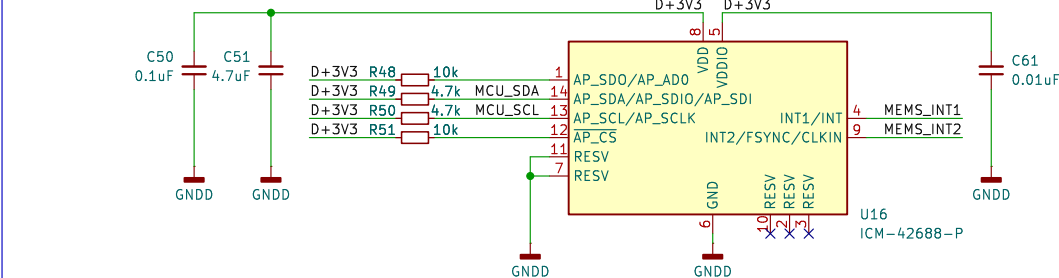 D+3V3 D+3V3
8 5
C50 0.1uF
C51 4.7uF
C61 0.01uF
VDD VDDIO
D+3V3 R48 10k 1 AP_SDO/AP_AD0
D+3V3 R49 4.7k MCU_SDA 14 AP_SDA/AP_SDIO/AP_SDI
D+3V3 R50 4.7k MCU_SCL 13 AP_SCL/AP_SCLK
INT1/INT 4 MEMS_INT1
D+3V3 R51 10k 12 AP_CS
INT2/FSYNC/CLKIN 9 MEMS_INT2
11 RESV
7 RESV
GND RESV RESV RESV
6 10 2 3
GNDD GNDD GNDD
U16
ICM-42688-P
GNDD GNDD